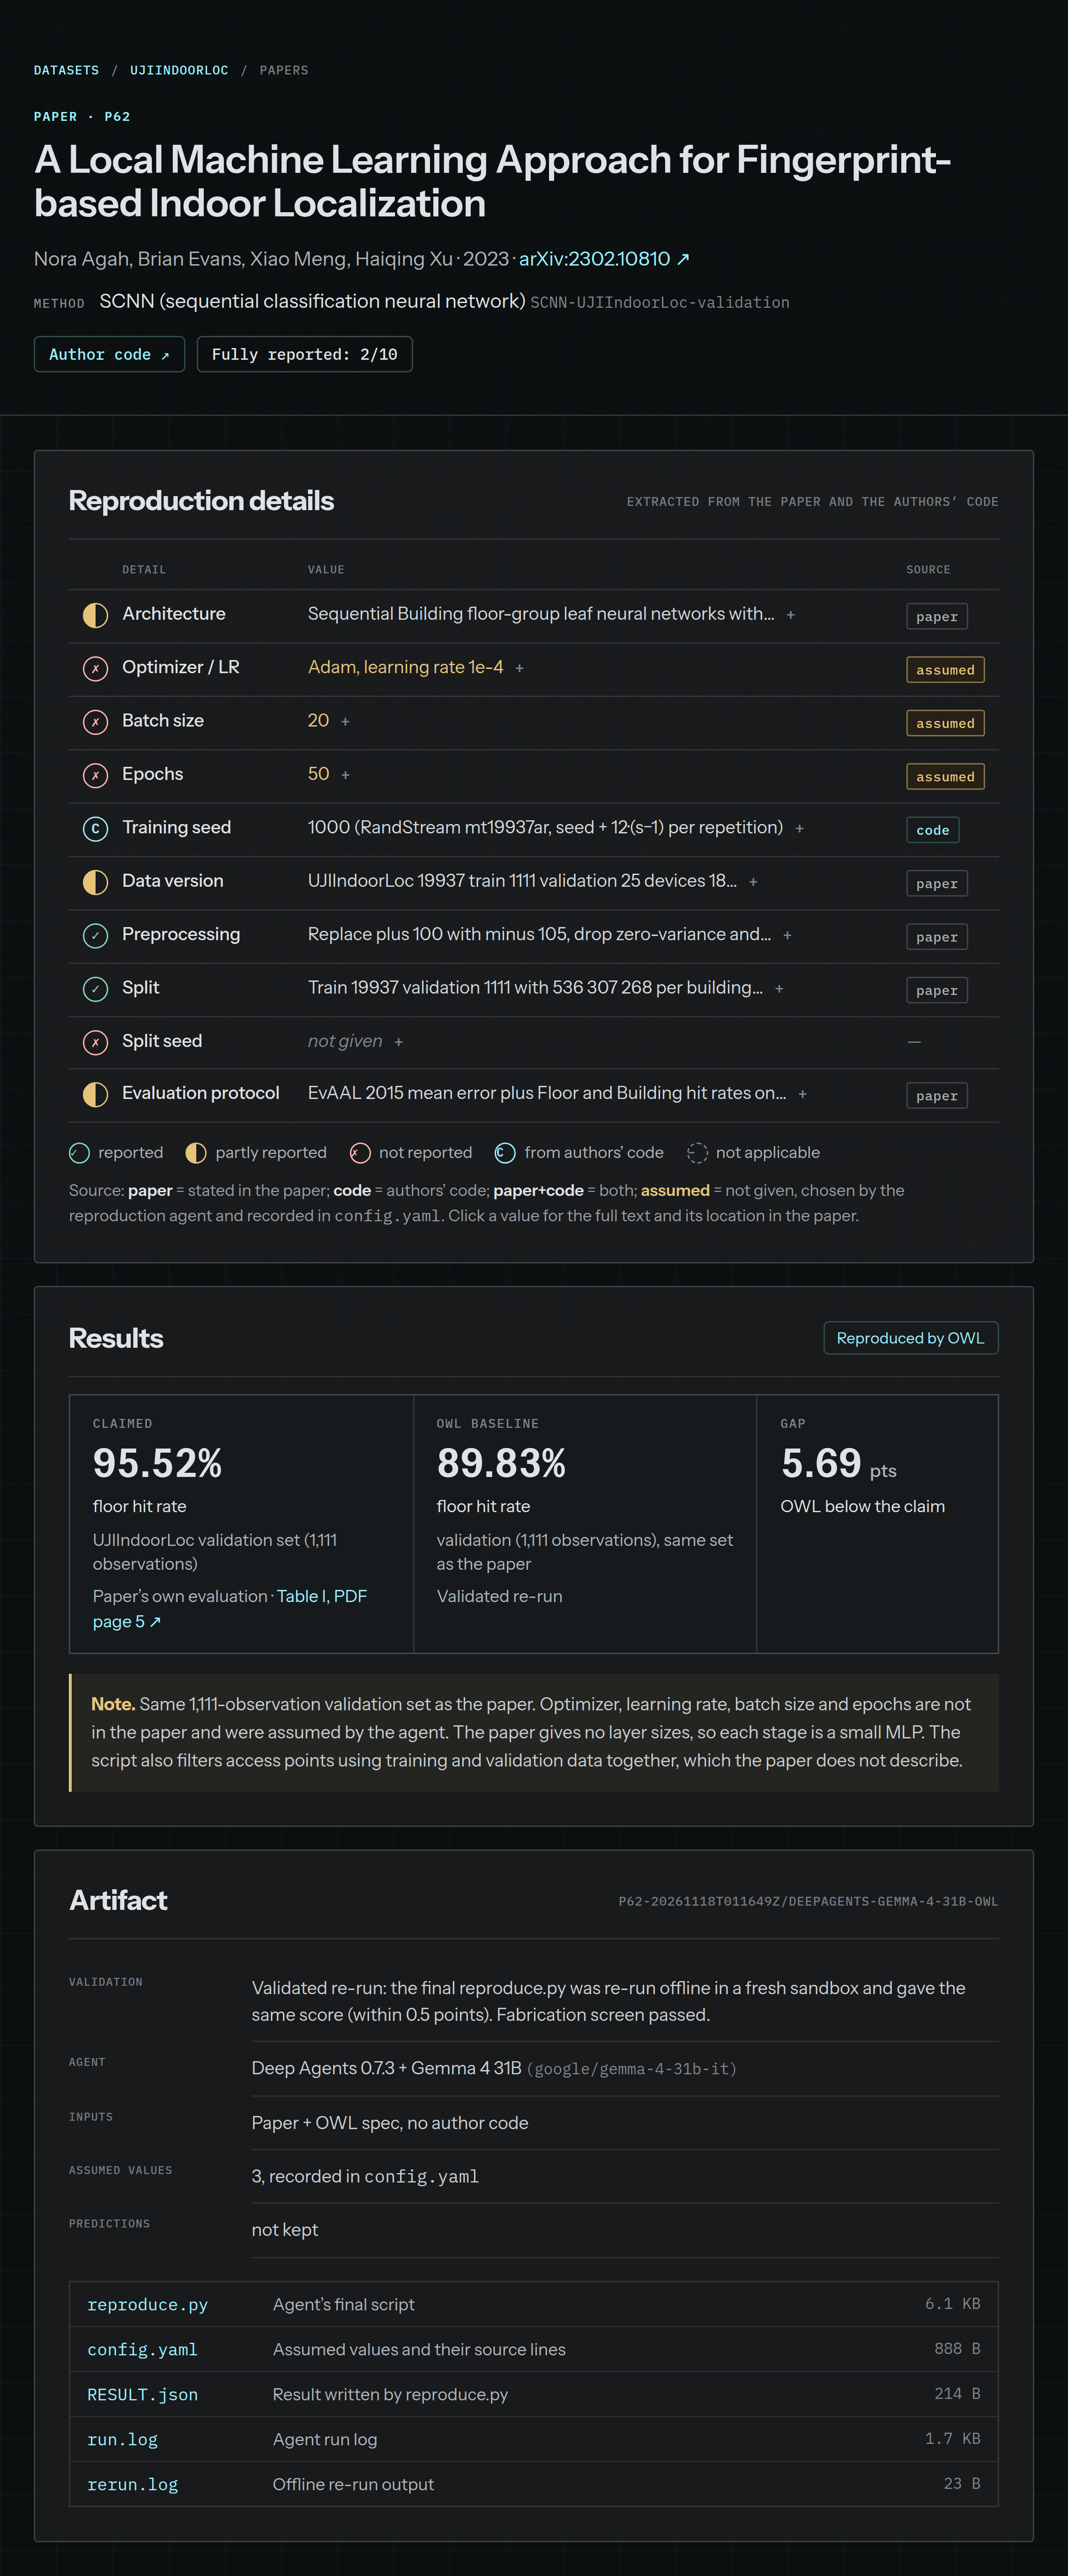 DATASETS / UJIINDOORLOC / PAPERS
PAPER · P62
A Local Machine Learning Approach for Fingerprint-
based Indoor Localization
Nora Agah, Brian Evans, Xiao Meng, Haiqing Xu · 2023 · arXiv:2302.10810 ↗
METHOD SCNN (sequential classification neural network) SCNN-UJIIndoorLoc-validation
Author code ↗ Fully reported: 2/10
Reproduction details EXTRACTED FROM THE PAPER AND THE AUTHORS’ CODE
DETAIL VALUE SOURCE
Architecture Sequential Building floor-group leaf neural networks with… + paper
✗ Optimizer / LR Adam, learning rate 1e-4 + assumed
✗ Batch size 20 + assumed
✗ Epochs 50 + assumed
C Training seed 1000 (RandStream mt19937ar, seed + 12·(s−1) per repetition) + code
Data version UJIIndoorLoc 19937 train 1111 validation 25 devices 18… + paper
✓ Preprocessing Replace plus 100 with minus 105, drop zero-variance and… + paper
✓ Split Train 19937 validation 1111 with 536 307 268 per building… + paper
✗ Split seed not given + —
Evaluation protocol EvAAL 2015 mean error plus Floor and Building hit rates on… + paper
✓ reported partly reported ✗ not reported C from authors’ code – not applicable
Source: paper = stated in the paper; code = authors’ code; paper+code = both; assumed = not given, chosen by the
reproduction agent and recorded in config.yaml. Click a value for the full text and its location in the paper.
Results Reproduced by OWL
CLAIMED OWL BASELINE GAP
95.52% 89.83% 5.69 pts
floor hit rate floor hit rate OWL below the claim
UJIIndoorLoc validation set (1,111 validation (1,111 observations), same set
observations) as the paper
Paper’s own evaluation · Table I, PDF Validated re-run
page 5 ↗
Note. Same 1,111-observation validation set as the paper. Optimizer, learning rate, batch size and epochs are not
in the paper and were assumed by the agent. The paper gives no layer sizes, so each stage is a small MLP. The
script also filters access points using training and validation data together, which the paper does not describe.
Artifact P62-20261118T011649Z/DEEPAGENTS-GEMMA-4-31B-OWL
VALIDATION Validated re-run: the final reproduce.py was re-run offline in a fresh sandbox and gave the
same score (within 0.5 points). Fabrication screen passed.
AGENT Deep Agents 0.7.3 + Gemma 4 31B (google/gemma-4-31b-it)
INPUTS Paper + OWL spec, no author code
ASSUMED VALUES 3, recorded in config.yaml
PREDICTIONS not kept
reproduce.py Agent’s final script 6.1 KB
config.yaml Assumed values and their source lines 888 B
RESULT.json Result written by reproduce.py 214 B
run.log Agent run log 1.7 KB
rerun.log Offline re-run output 23 B